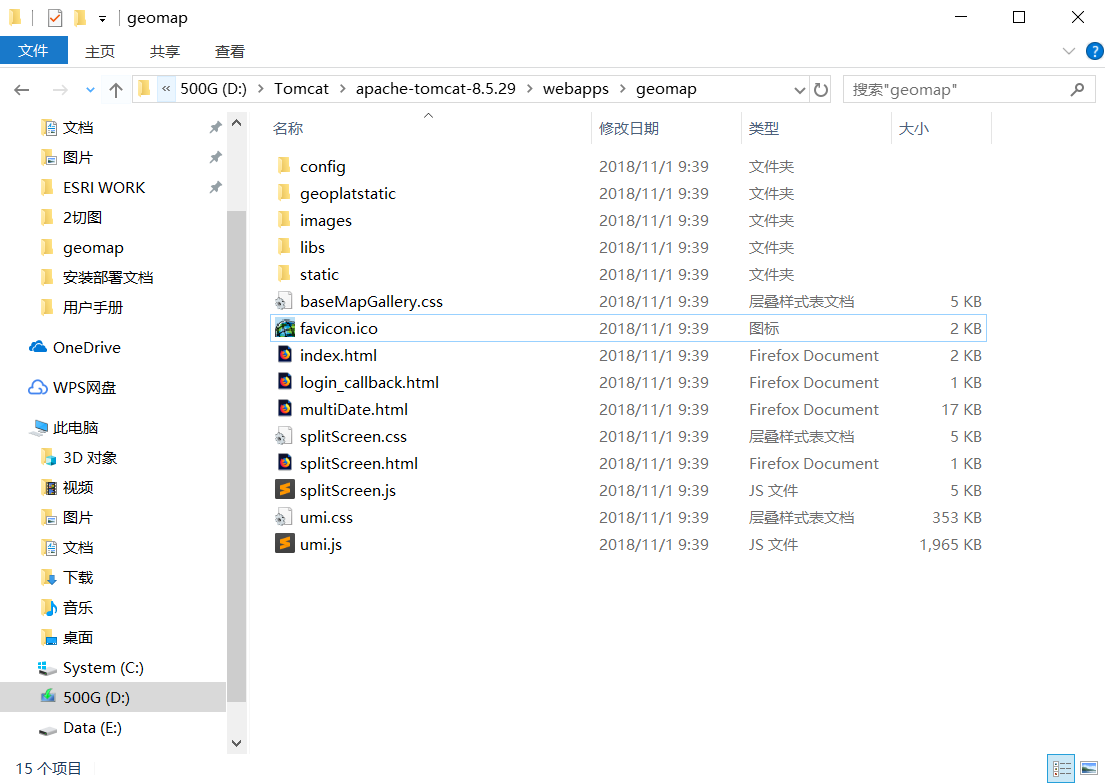 geomap
文件 主页 共享 查看
« 500G (D:) > Tomcat > apache-tomcat-8.5.29 > webapps > geomap 搜索"geomap"
文档
图片
ESRI WORK
2切图
geomap
安装部署文档
用户手册
OneDrive
WPS网盘
此电脑
3D 对象
视频
图片
文档
下载
音乐
桌面
System (C:)
500G (D:)
Data (E:)
名称 修改日期 类型 大小
config 2018/11/1 9:39 文件夹
geoplatstatic 2018/11/1 9:39 文件夹
images 2018/11/1 9:39 文件夹
libs 2018/11/1 9:39 文件夹
static 2018/11/1 9:39 文件夹
baseMapGallery.css 2018/11/1 9:39 层叠样式表文档 5 KB
favicon.ico 2018/11/1 9:39 图标 2 KB
index.html 2018/11/1 9:39 Firefox Document 2 KB
login_callback.html 2018/11/1 9:39 Firefox Document 1 KB
multiDate.html 2018/11/1 9:39 Firefox Document 17 KB
splitScreen.css 2018/11/1 9:39 层叠样式表文档 5 KB
splitScreen.html 2018/11/1 9:39 Firefox Document 1 KB
splitScreen.js 2018/11/1 9:39 JS 文件 5 KB
umi.css 2018/11/1 9:39 层叠样式表文档 353 KB
umi.js 2018/11/1 9:39 JS 文件 1,965 KB
15 个项目